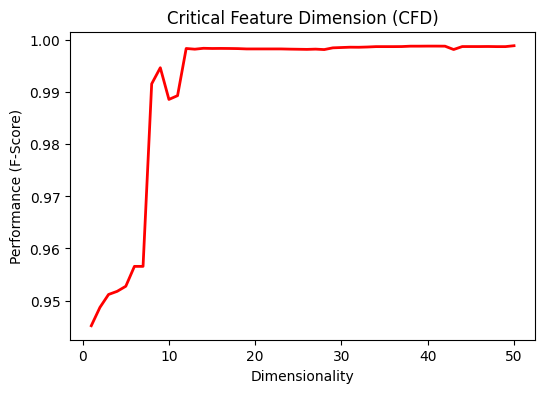 Critical Feature Dimension (CFD)
1.00
0.99
0.98
0.97
0.96
0.95
Performance (F-Score)
0 10 20 30 40 50
Dimensionality